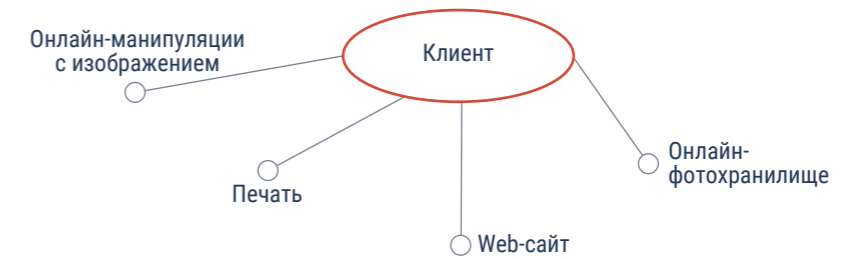 Онлайн-манипуляции
с изображением
Клиент
Печать
Web-сайт
Онлайн-
фотохранилище